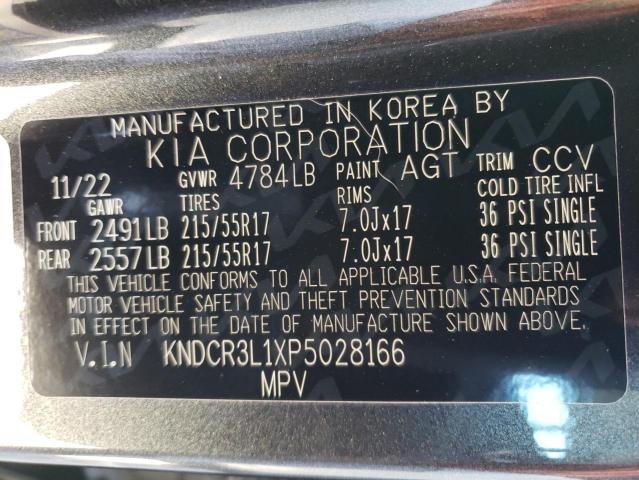 MANUFACTURED IN KOREA BY
KIA CORPORATION
11/22 GVWR 4784LB PAINT AGT TRIM CCV
GAWR TIRES RIMS COLD TIRE INFL
FRONT 2491LB 215/55R17 7.0Jx17 36 PSI SINGLE
REAR 2557LB 215/55R17 7.0Jx17 36 PSI SINGLE
THIS VEHICLE CONFORMS TO ALL APPLICABLE U.S.A. FEDERAL
MOTOR VEHICLE SAFETY AND THEFT PREVENTION STANDARDS
IN EFFECT ON THE DATE OF MANUFACTURE SHOWN ABOVE.
V.I.N KNDCR3L1XP5028166
MPV